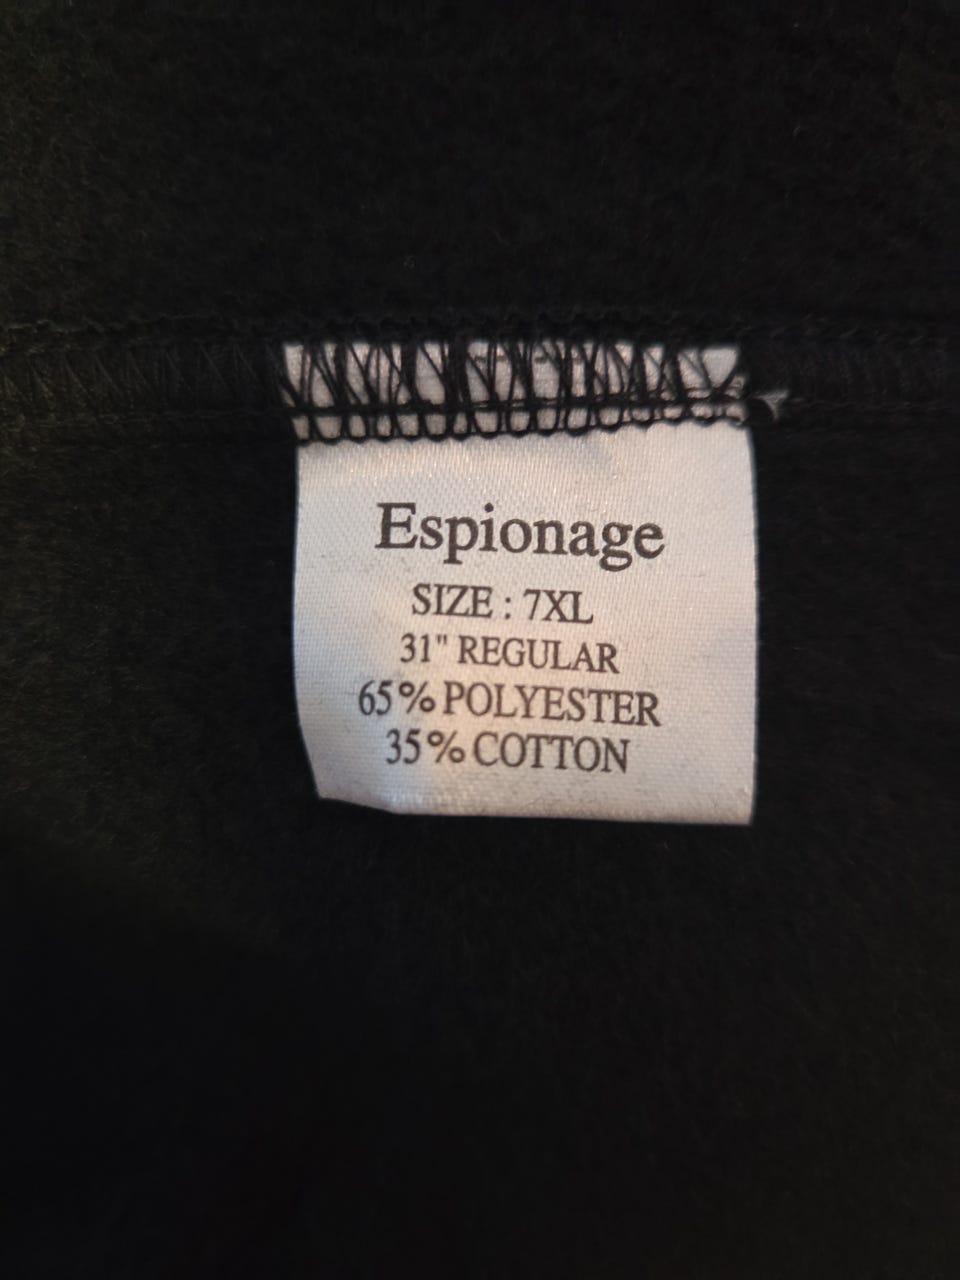 Espionage
SIZE : 7XL
31" REGULAR
65% POLYESTER
35% COTTON